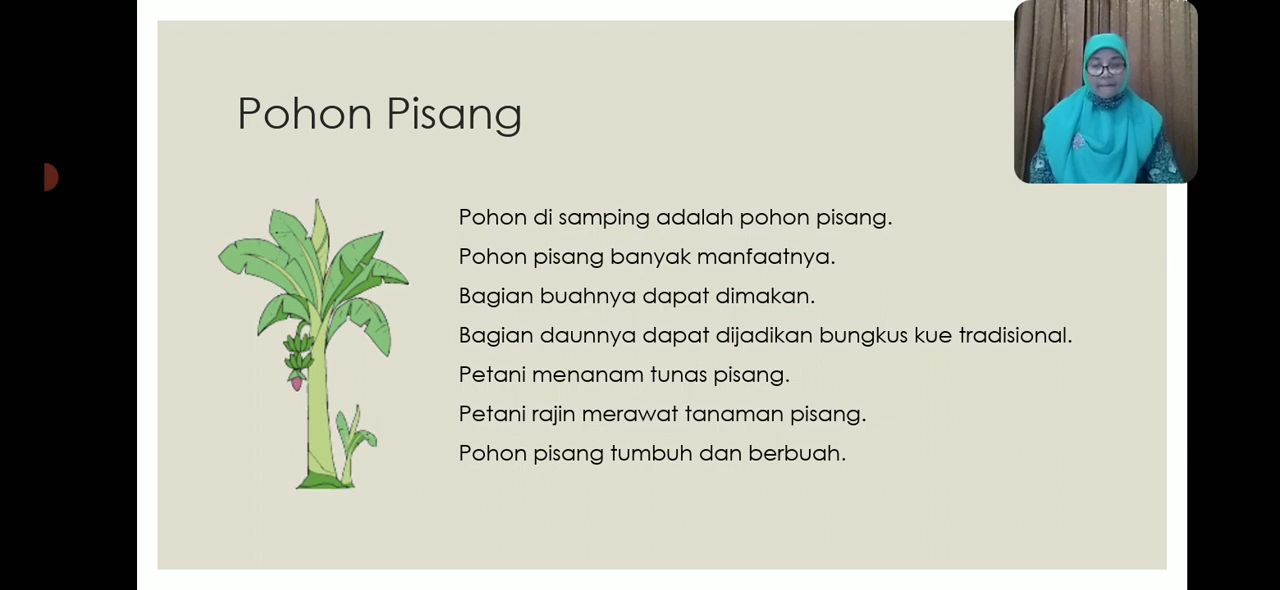 Pohon Pisang
Pohon di samping adalah pohon pisang.
Pohon pisang banyak manfaatnya.
Bagian buahnya dapat dimakan.
Bagian daunnya dapat dijadikan bungkus kue tradisional.
Petani menanam tunas pisang.
Petani rajin merawat tanaman pisang.
Pohon pisang tumbuh dan berbuah.